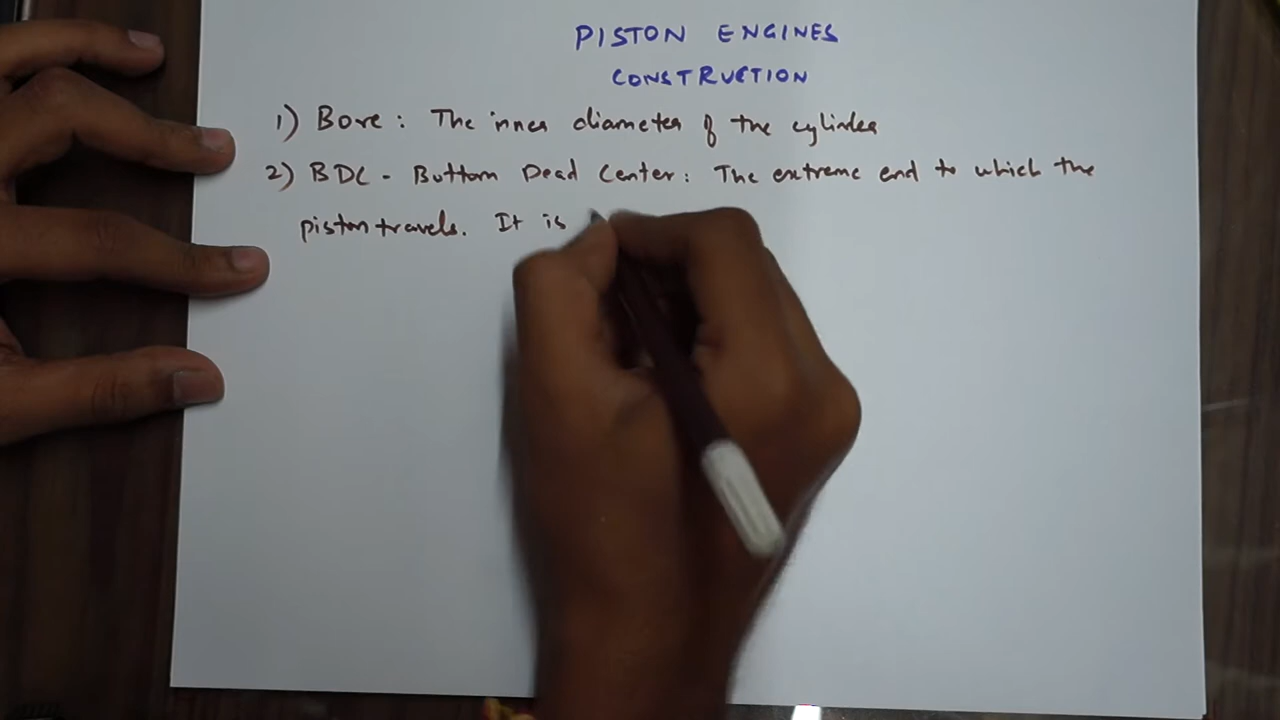 PISTON ENGINES
CONSTRUCTION
1) Bore: The inner diameter of the cylinder
2) BDC - Buttom Dead Center: The extreme end to which the
piston travels. It is